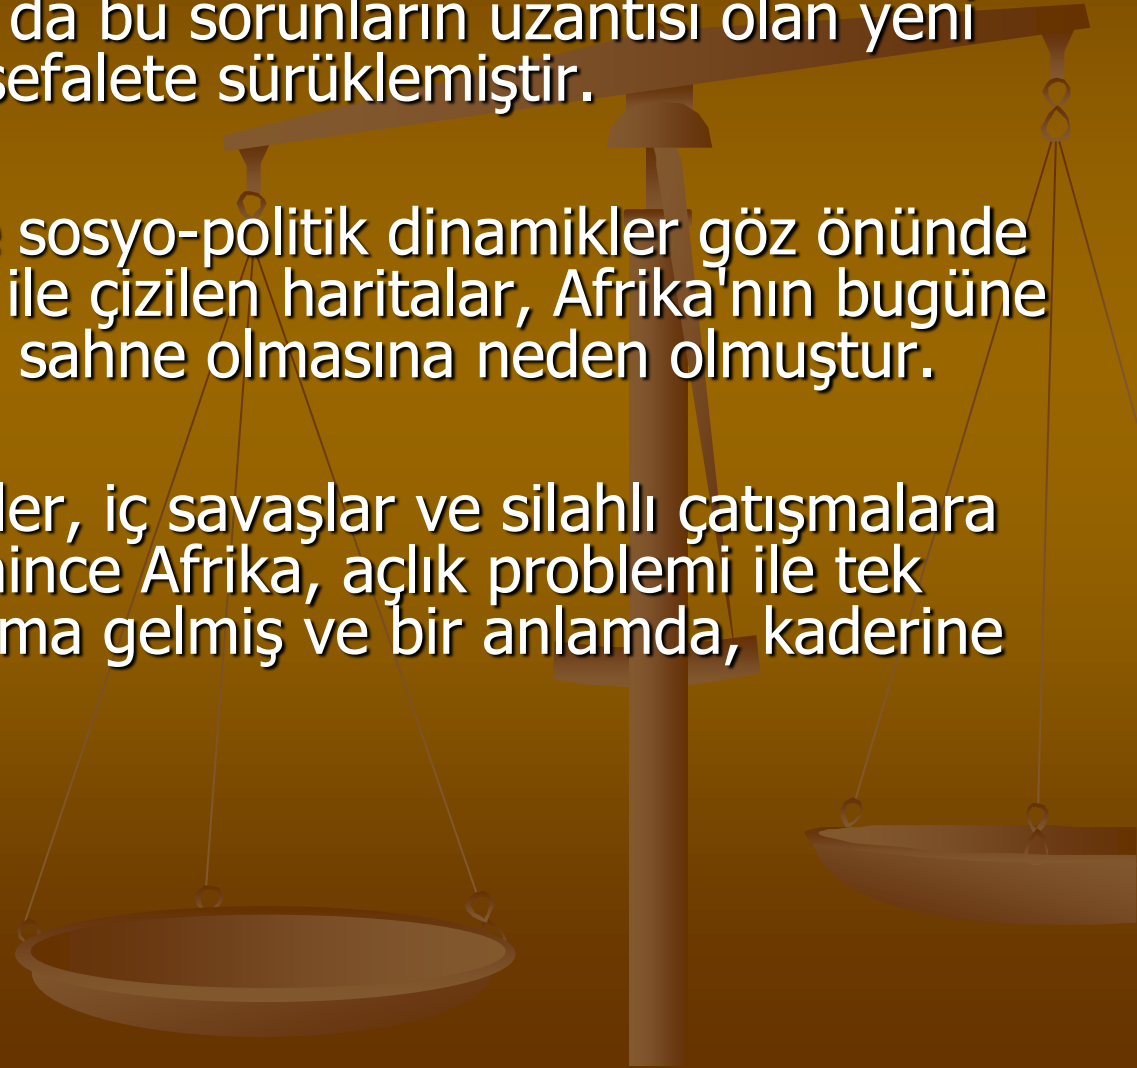 da bu sorunların uzantısı olan yeni
sefalete sürüklemiştir.
sosyo-politik dinamikler göz önünde
ile çizilen haritalar, Afrika'nın bugüne
sahne olmasına neden olmuştur.
ler, iç savaşlar ve silahlı çatışmalara
ince Afrika, açlık problemi ile tek
ma gelmiş ve bir anlamda, kaderine